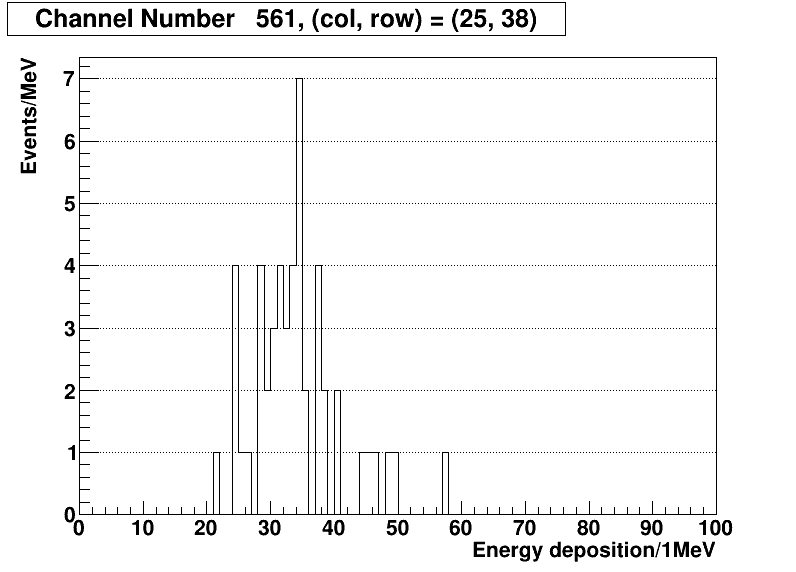 Channel Number 561, (col, row) = (25, 38)
Events/MeV
7
6
5
4
3
2
1
0
0 10 20 30 40 50 60 70 80 90 100
Energy deposition/1MeV